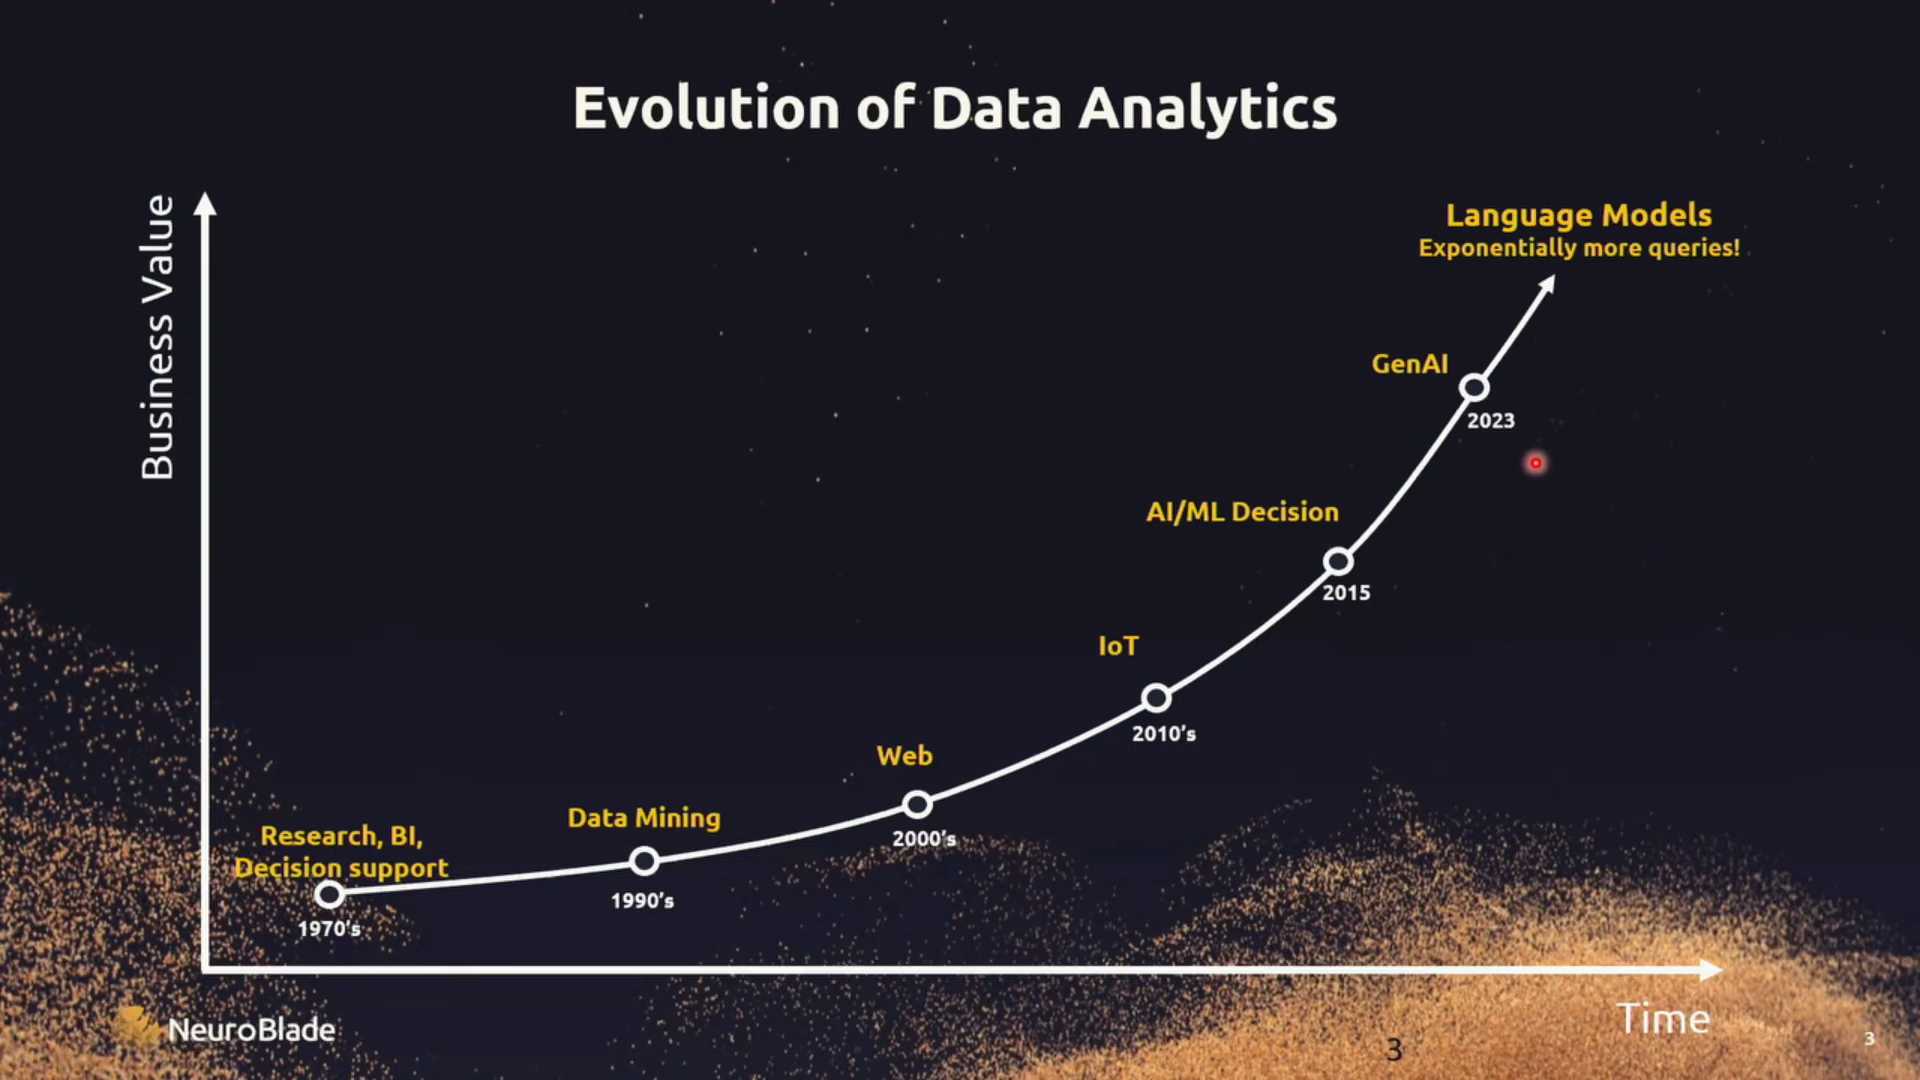 Evolution of Data Analytics
Business Value
Language Models
Exponentially more queries!
GenAI
2023
AI/ML Decision
2015
IoT
2010's
Web
2000's
Data Mining
1990's
Research, BI,
Decision support
1970's
Time
NeuroBlade
3
3